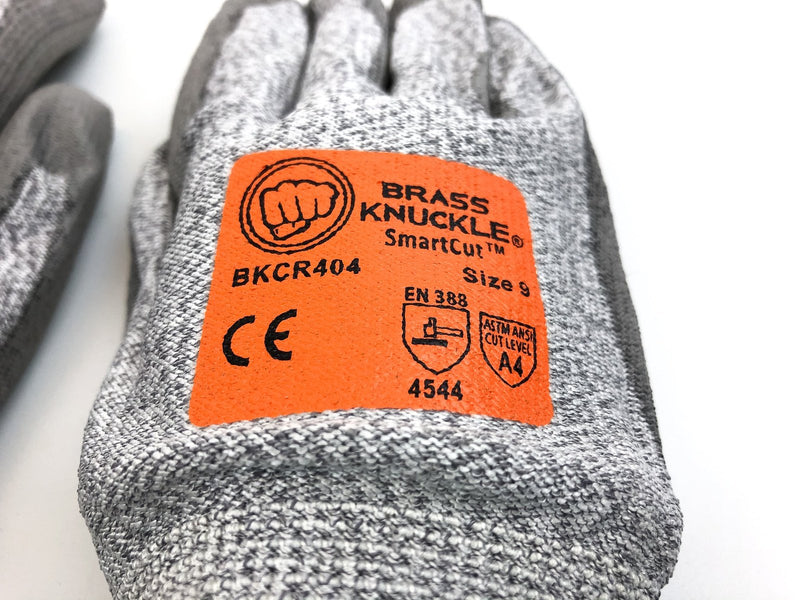 BRASS
KNUCKLE®
SmartCut™
BKCR404
Size 9
CE
EN 388
4544
ASTM ANSI
CUT LEVEL
A4